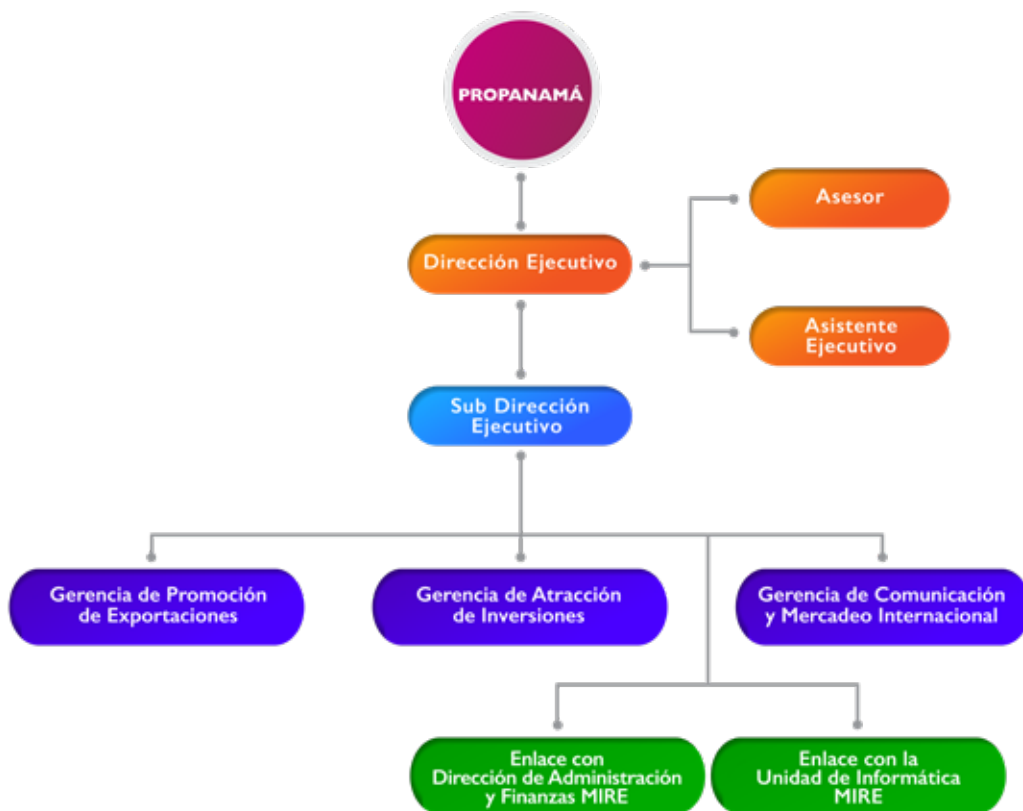 PROPANAMÁ
Asesor
Dirección Ejecutivo
Asistente
Ejecutivo
Sub Dirección
Ejecutivo
Gerencia de Promoción
de Exportaciones
Gerencia de Atracción
de Inversiones
Gerencia de Comunicación
y Mercadeo Internacional
Enlace con
Dirección de Administración
y Finanzas MIRE
Enlace con la
Unidad de Informática
MIRE